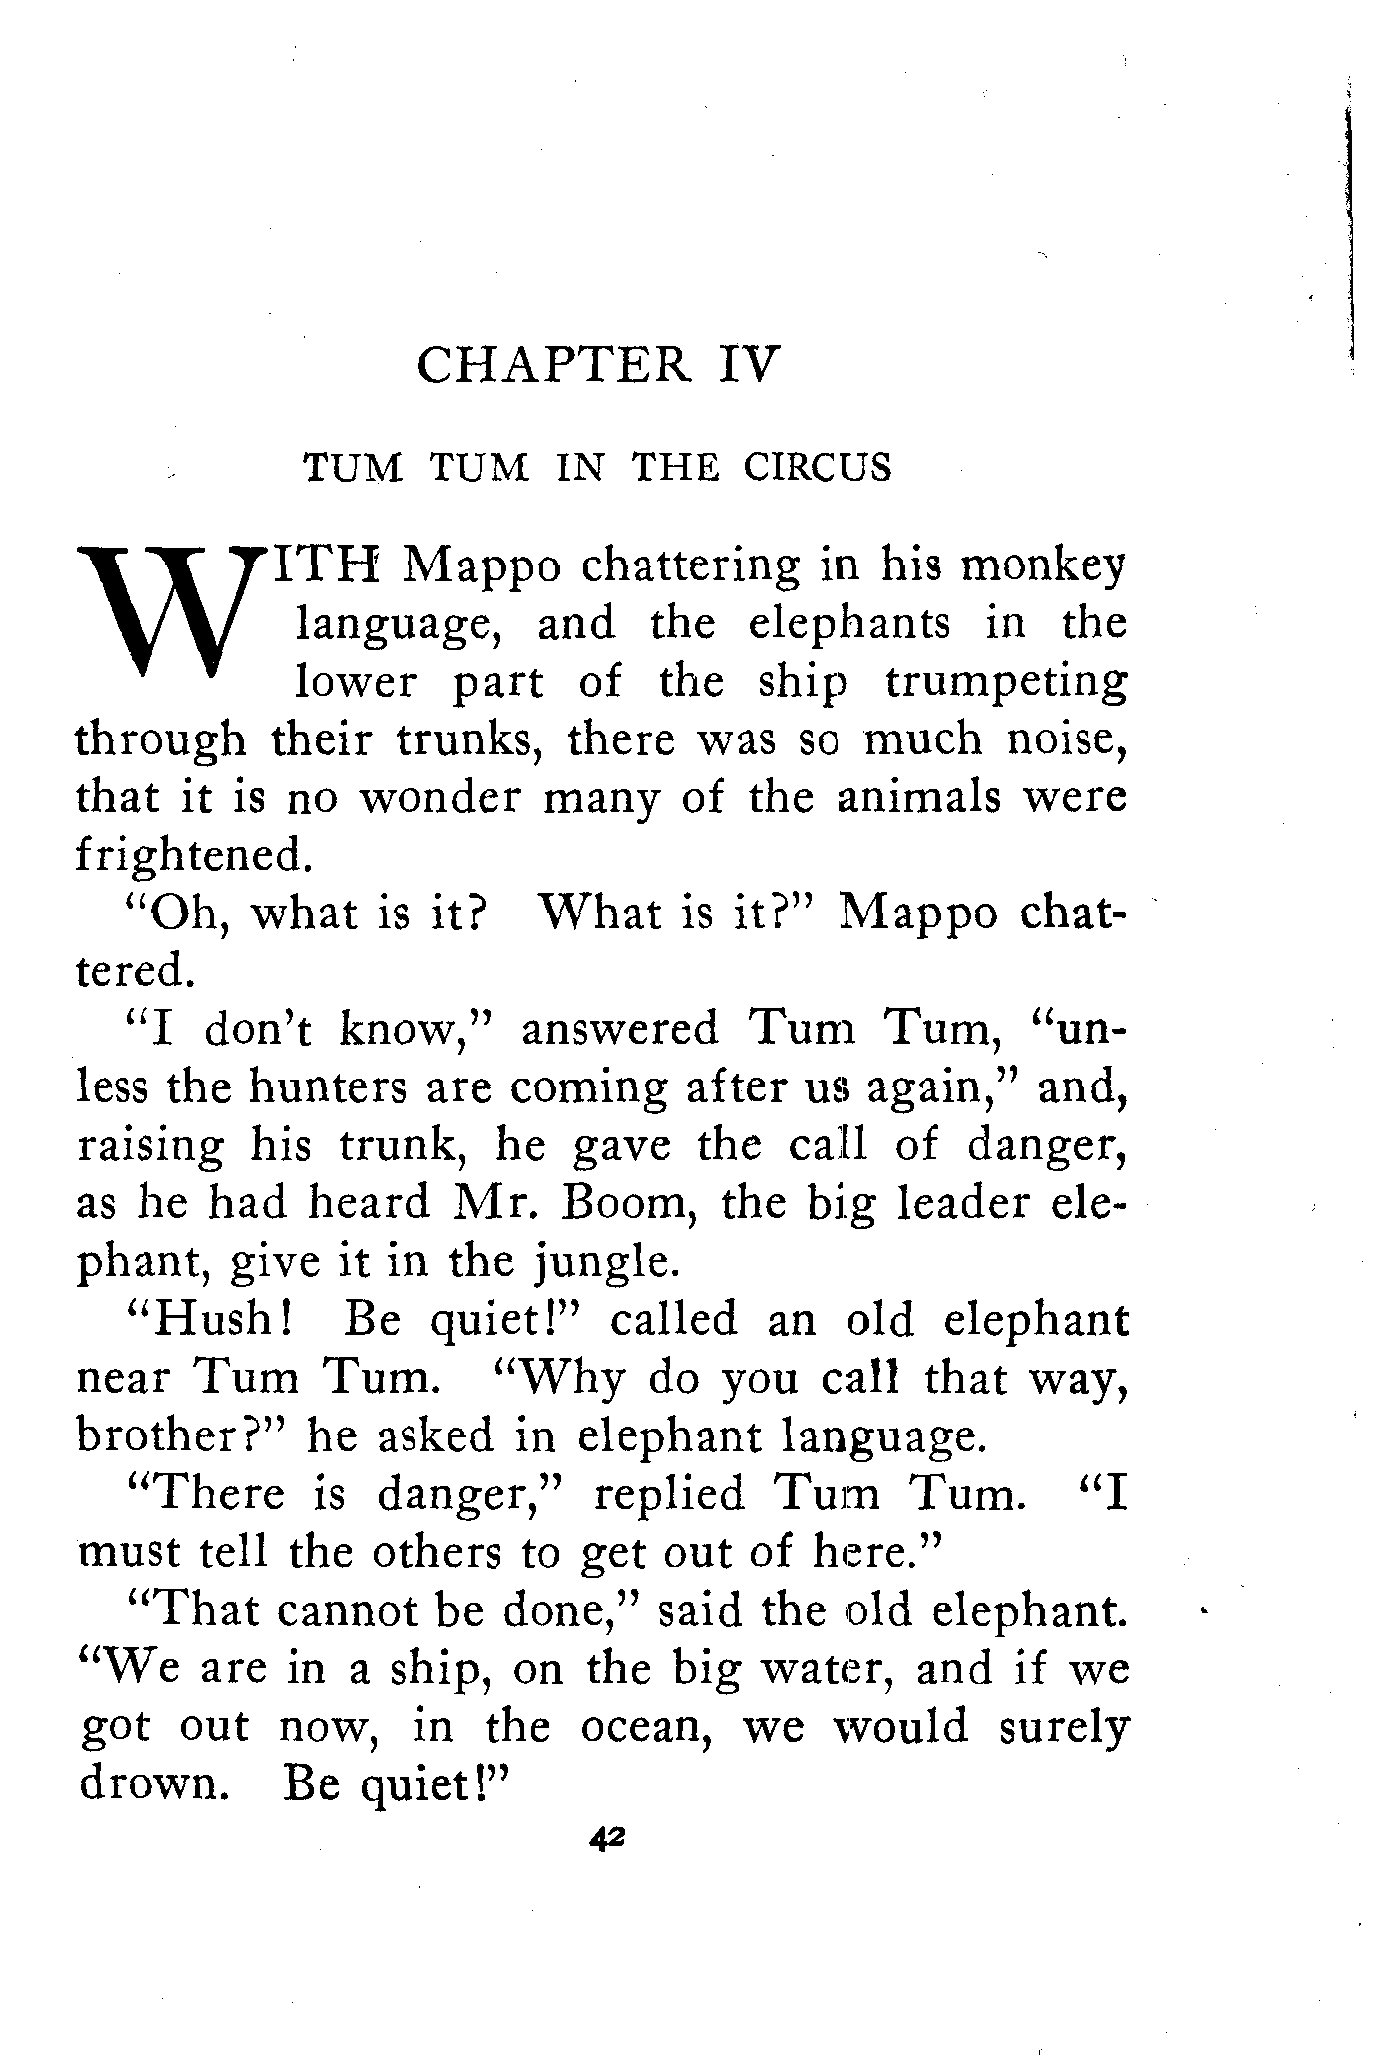 CHAPTER IV
TUM TUM IN THE CIRCUS
WITH Mappo chattering in his monkey
language, and the elephants in the
lower part of the ship trumpeting
through their trunks, there was so much noise,
that it is no wonder many of the animals were
frightened.
“Oh, what is it? What is it?” Mappo chat-
tered.
“I don’t know,” answered Tum Tum, “un-
less the hunters are coming after us again,” and,
raising his trunk, he gave the call of danger,
as he had heard Mr. Boom, the big leader ele-
phant, give it in the jungle.
“Hush! Be quiet!” called an old elephant
near Tum Tum. “Why do you call that way,
brother?” he asked in elephant language.
“There is danger,” replied Tum Tum. “I
must tell the others to get out of here.”
“That cannot be done,” said the old elephant.
“We are in a ship, on the big water, and if we
got out now, in the ocean, we would surely
drown. Be quiet!”
42